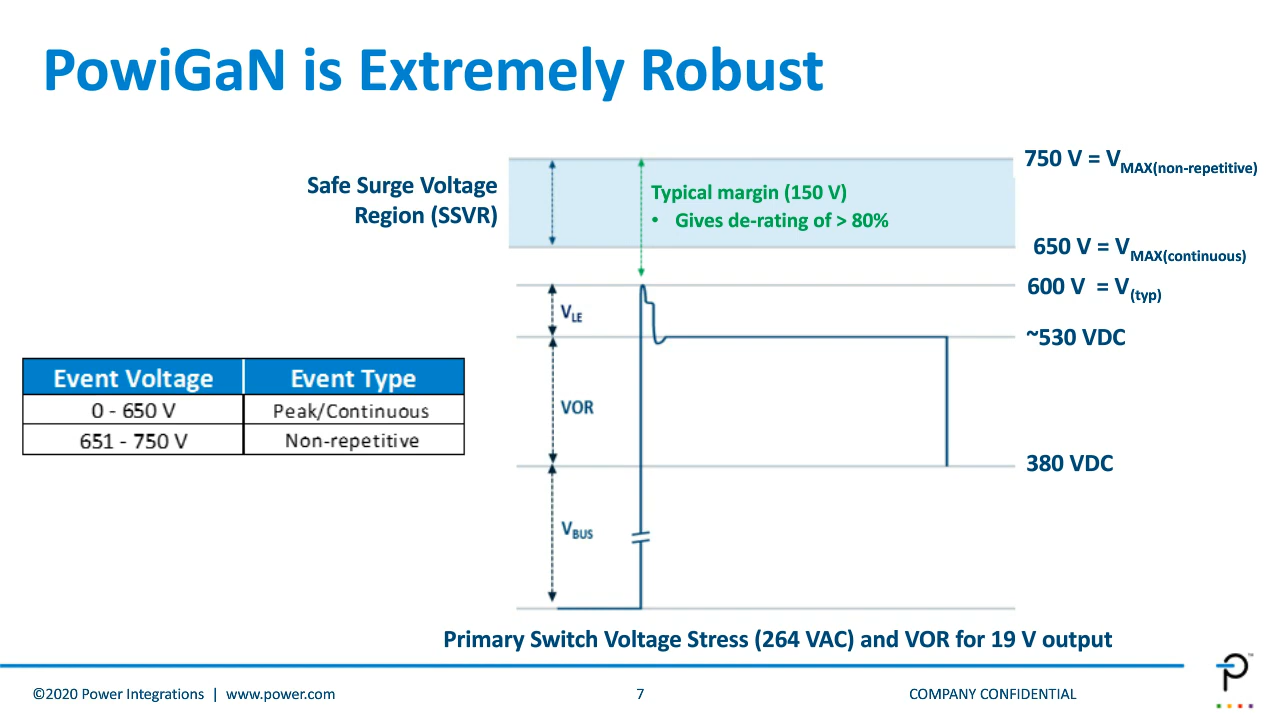 PowiGaN is Extremely Robust
750 V = VMAX(non-repetitive)
Safe Surge Voltage
Region (SSVR)
Typical margin (150 V)
• Gives de-rating of > 80%
650 V = VMAX(continuous)
600 V = V(typ)
VLE
~530 VDC
Event Voltage Event Type
0 - 650 V Peak/Continuous
651 - 750 V Non-repetitive
VOR
380 VDC
VBUS
Primary Switch Voltage Stress (264 VAC) and VOR for 19 V output
©2020 Power Integrations | www.power.com
7
COMPANY CONFIDENTIAL
TM